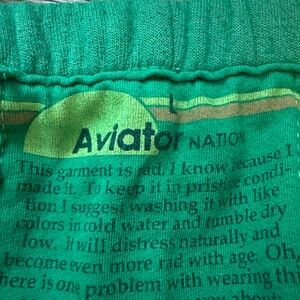 L
Aviator NATION
This garment is rad. I know because I
made it. To keep it in pristine condi-
tion I suggest washing it with like
colors in cold water and tumble dry
low. It will distress naturally and
become even more rad with age. Oh,
here is one problem with wearing th